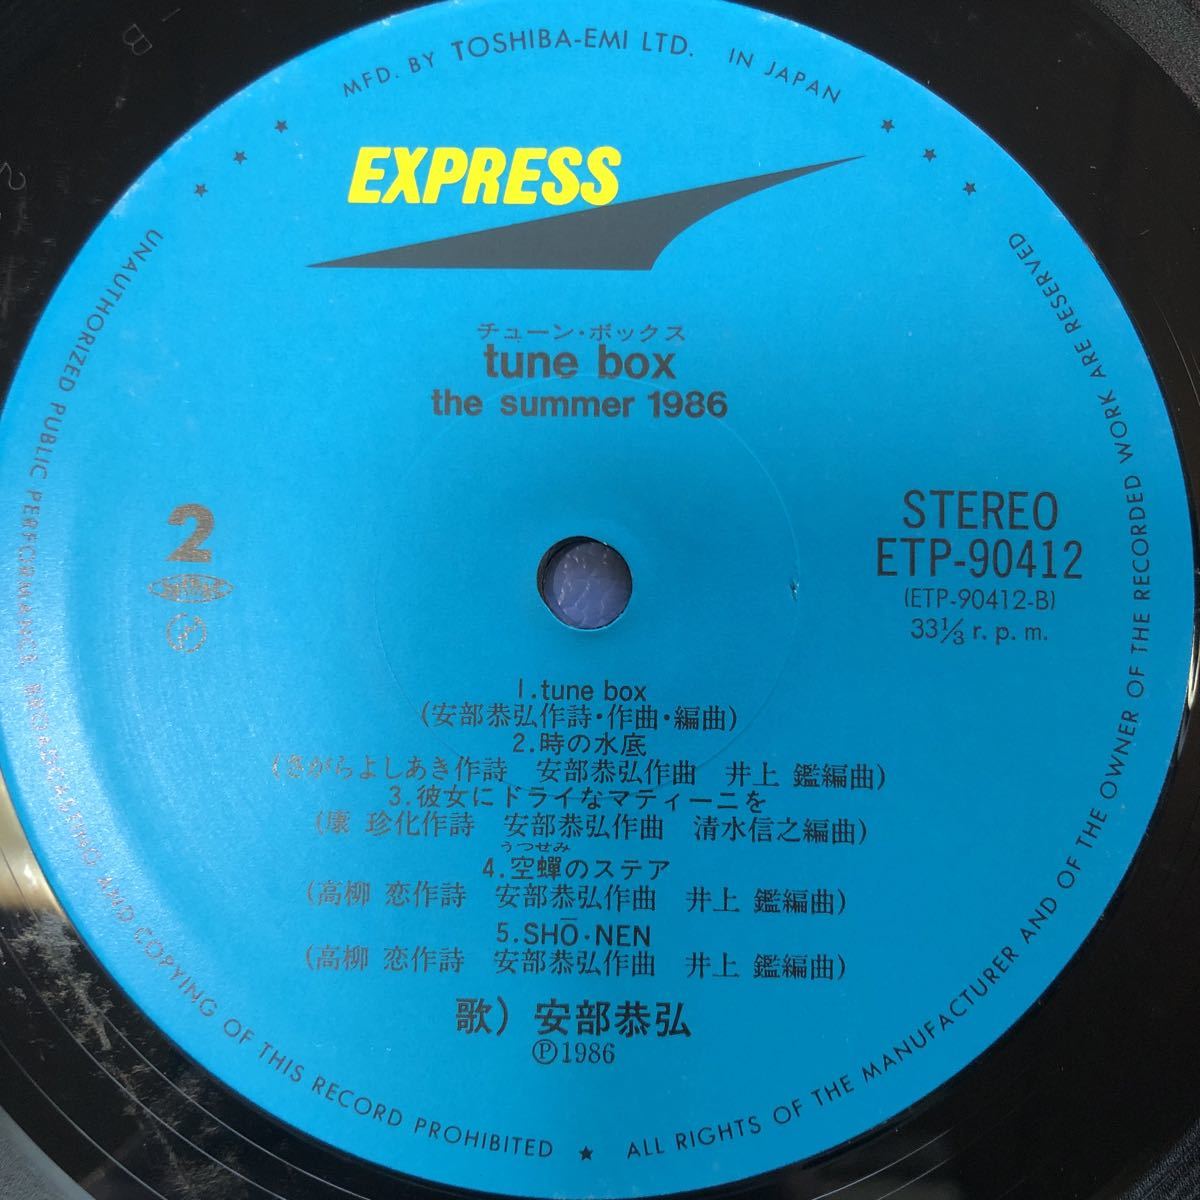 MFD. BY TOSHIBA-EMI LTD. IN JAPAN
EXPRESS
チューン・ボックス
tune box
the summer 1986
2
STEREO
ETP-90412
(ETP-90412-B)
33⅓ r.p.m.
1.tune box
(安部恭弘作詩・作曲・編曲)
2.時の水底
(さがらよしあき作詩 安部恭弘作曲 井上 鑑編曲)
3.彼女にドライなマティーニを
(壊 珍化作詩 安部恭弘作曲 清水信之編曲)
うつせみ
4.空蟬のステア
(高柳 恋作詩 安部恭弘作曲 井上 鑑編曲)
5.SHŌ・NEN
(高柳 恋作詩 安部恭弘作曲 井上 鑑編曲)
歌) 安部恭弘
Ⓟ1986
UNAUTHORIZED PUBLIC PERFORMANCE BROADCASTING AND COPYING OF THIS RECORD PROHIBITED ★ ALL RIGHTS OF THE MANUFACTURER AND OF THE OWNER OF THE RECORDED WORK ARE RESERVED